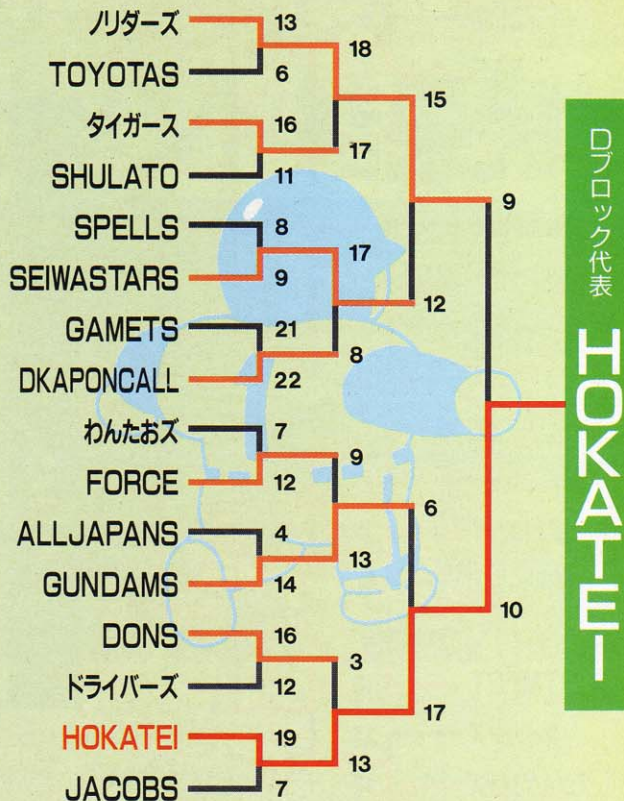 ノリダーズ 13
18
TOYOTAS 6
15
タイガース 16
17
SHULATO 11
9
SPELLS 8
17
SEIWASTARS 9
12
GAMETS 21
8
DKAPONCALL 22
わんたおズ 7
9
FORCE 12
6
ALLJAPANS 4
13
GUNDAMS 14
10
DONS 16
3
ドライバーズ 12
17
HOKATEI 19
13
JACOBS 7
Dブロック代表
HOKATEI